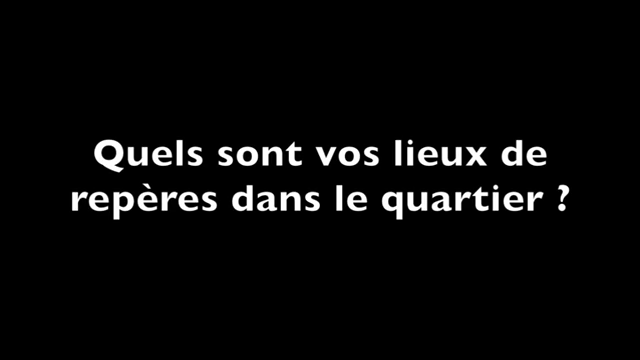 Quels sont vos lieux de
repères dans le quartier ?